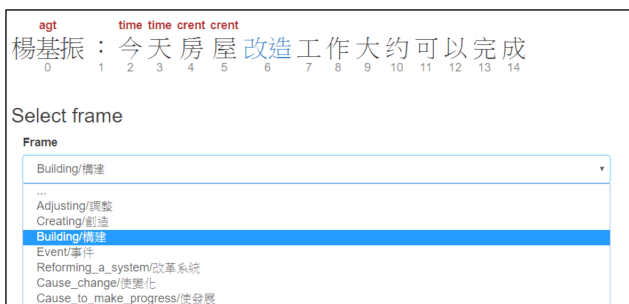 agt time time crent crent
楊基振 : 今天房屋改造工作大约可以完成
0 1 2 3 4 5 6 7 8 9 10 11 12 13 14
Select frame
Frame
Building/構建
...
Adjusting/調整
Creating/創造
Building/構建
Event/事件
Reforming_a_system/改革系統
Cause_change/使變化
Cause_to_make_progress/使發展